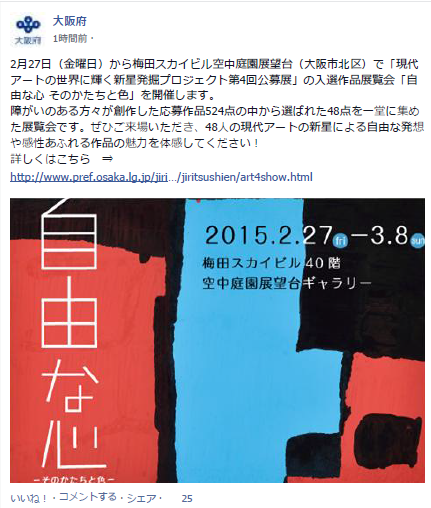 大阪府
大阪府
1時間前・
2月27日（金曜日）から梅田スカイビル空中庭園展望台（大阪市北区）で「現代
アートの世界に輝く新星発掘プロジェクト第4回公募展」の入選作品展覧会「自
由な心 そのかたちと色」を開催します。
障がいのある方々が創作した応募作品524点の中から選ばれた48点を一堂に集め
た展覧会です。ぜひご来場いただき、48人の現代アートの新星による自由な発想
や感性あふれる作品の魅力を体感してください！
詳しくはこちら　⇒
http://www.pref.osaka.lg.jp/jiri.../jiritsushien/art4show.html
自由な心
－そのかたちと色－
2015.2.27 fri －3.8 sun
梅田スカイビル 40 階
空中庭園展望台ギャラリー
いいね！・コメントする・シェア・ 25